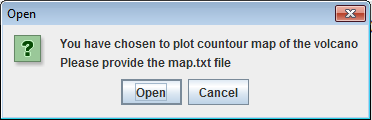 Open
You have chosen to plot countour map of the volcano
Please provide the map.txt file
Open
Cancel